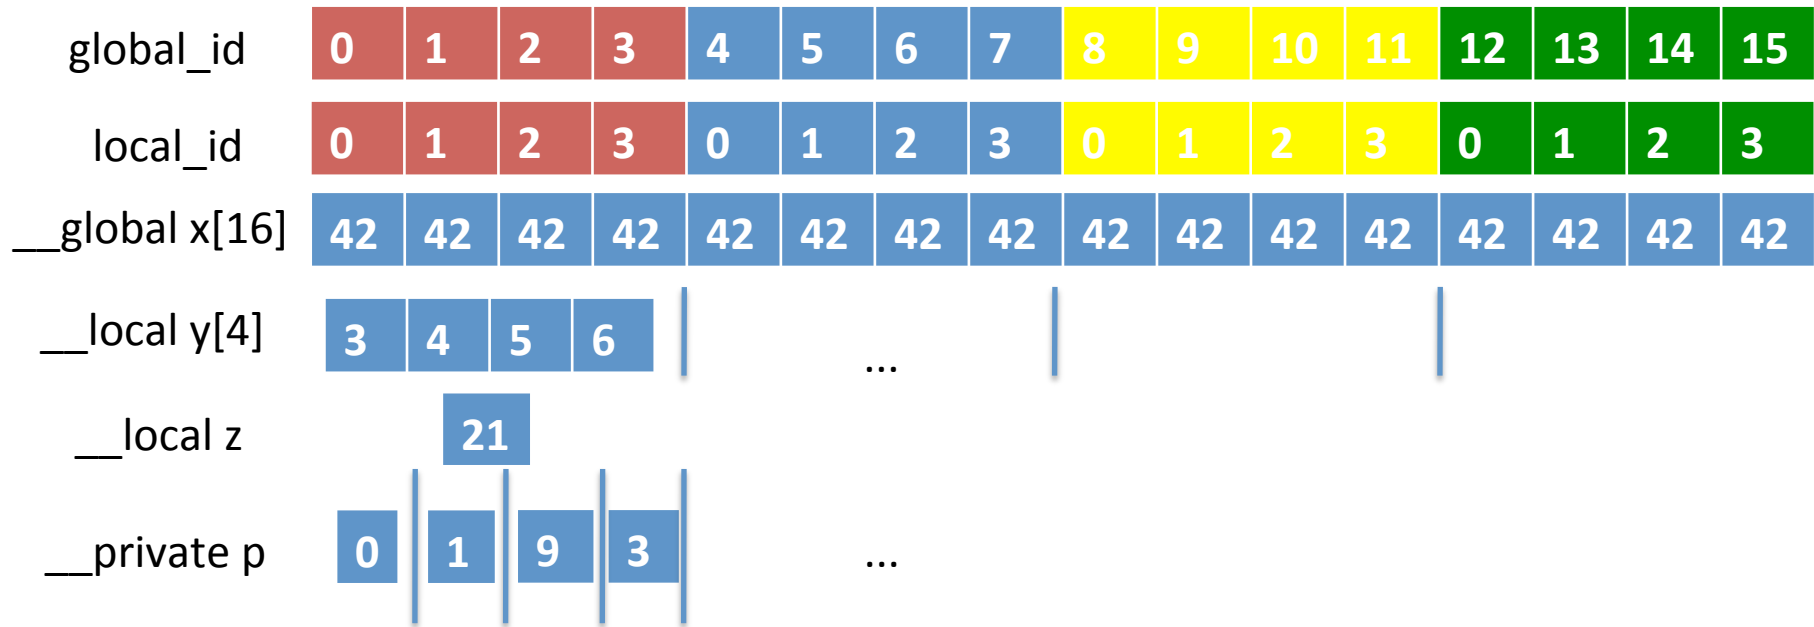 global_id 0 1 2 3 4 5 6 7 8 9 10 11 12 13 14 15
local_id 0 1 2 3 0 1 2 3 0 1 2 3 0 1 2 3
__global x[16] 42 42 42 42 42 42 42 42 42 42 42 42 42 42 42 42
__local y[4] 3 4 5 6 ...
__local z 21
__private p 0 1 9 3 ...